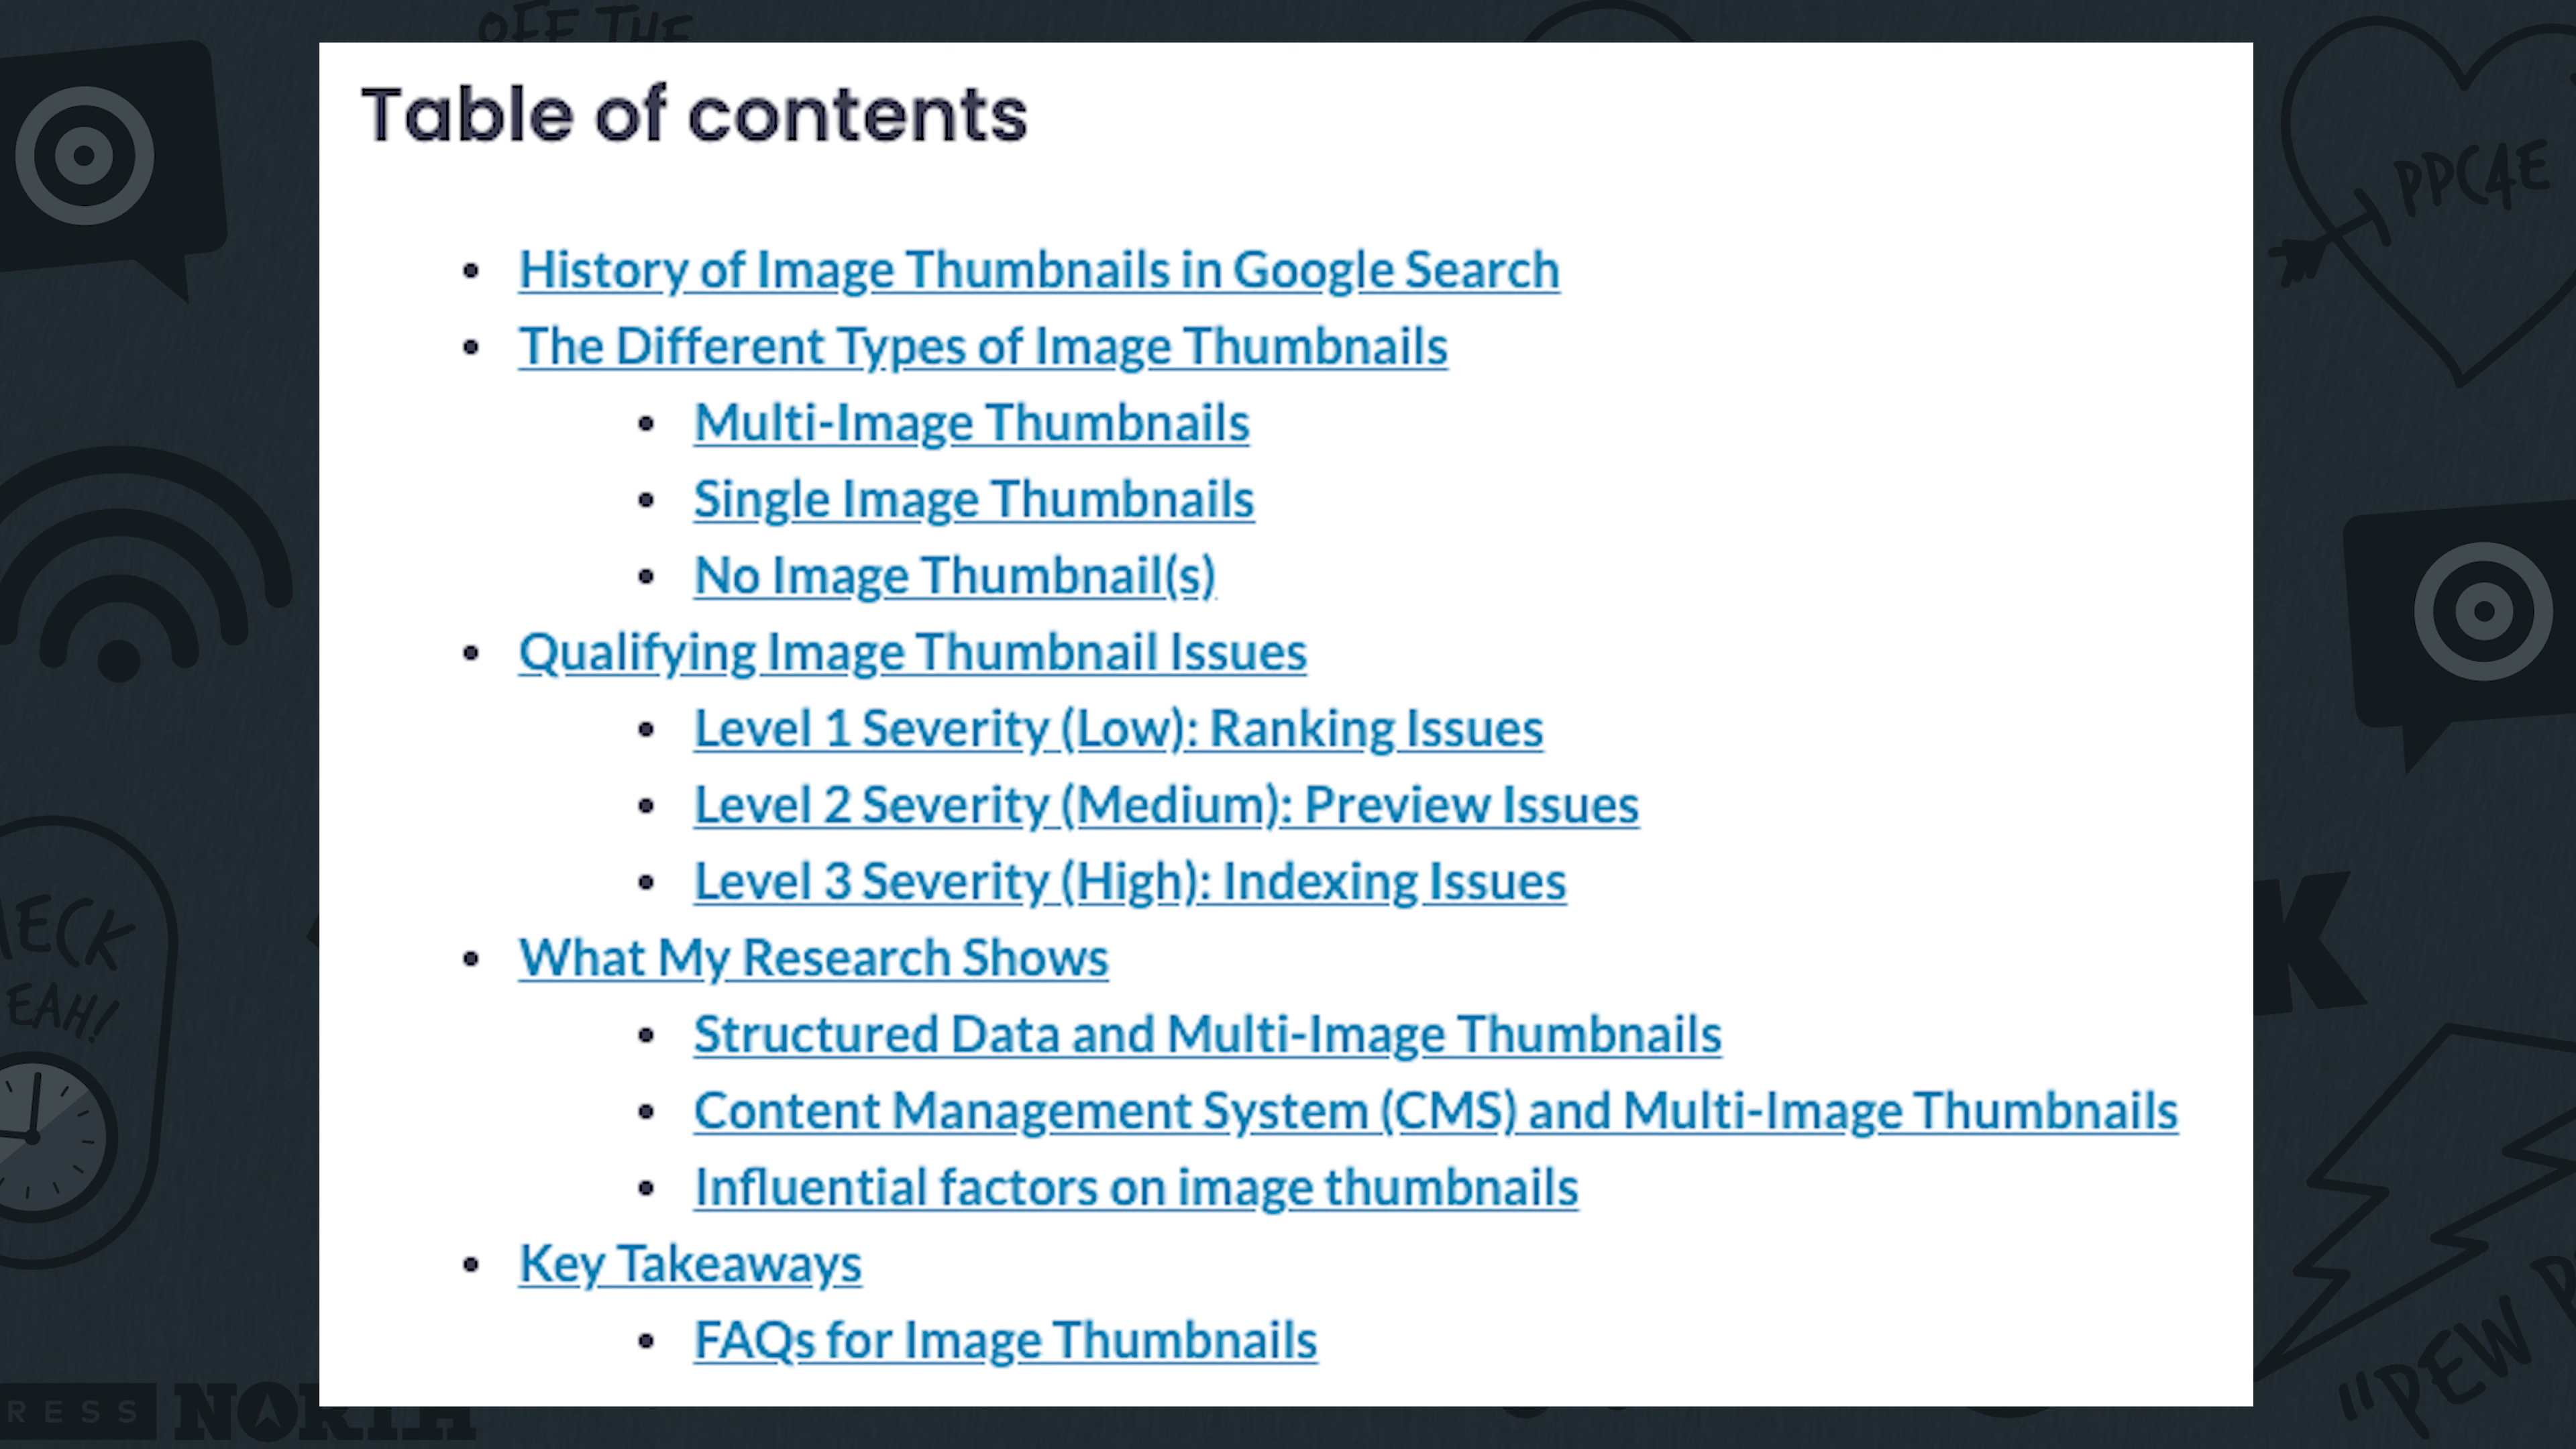 OFF THE
Table of contents
PPC4E
History of Image Thumbnails in Google Search
The Different Types of Image Thumbnails
Multi-Image Thumbnails
Single Image Thumbnails
No Image Thumbnail(s)
Qualifying Image Thumbnail Issues
Level 1 Severity (Low): Ranking Issues
Level 2 Severity (Medium): Preview Issues
Level 3 Severity (High): Indexing Issues
What My Research Shows
Structured Data and Multi-Image Thumbnails
Content Management System (CMS) and Multi-Image Thumbnails
Influential factors on image thumbnails
Key Takeaways
FAQs for Image Thumbnails
"PEW
NORTH